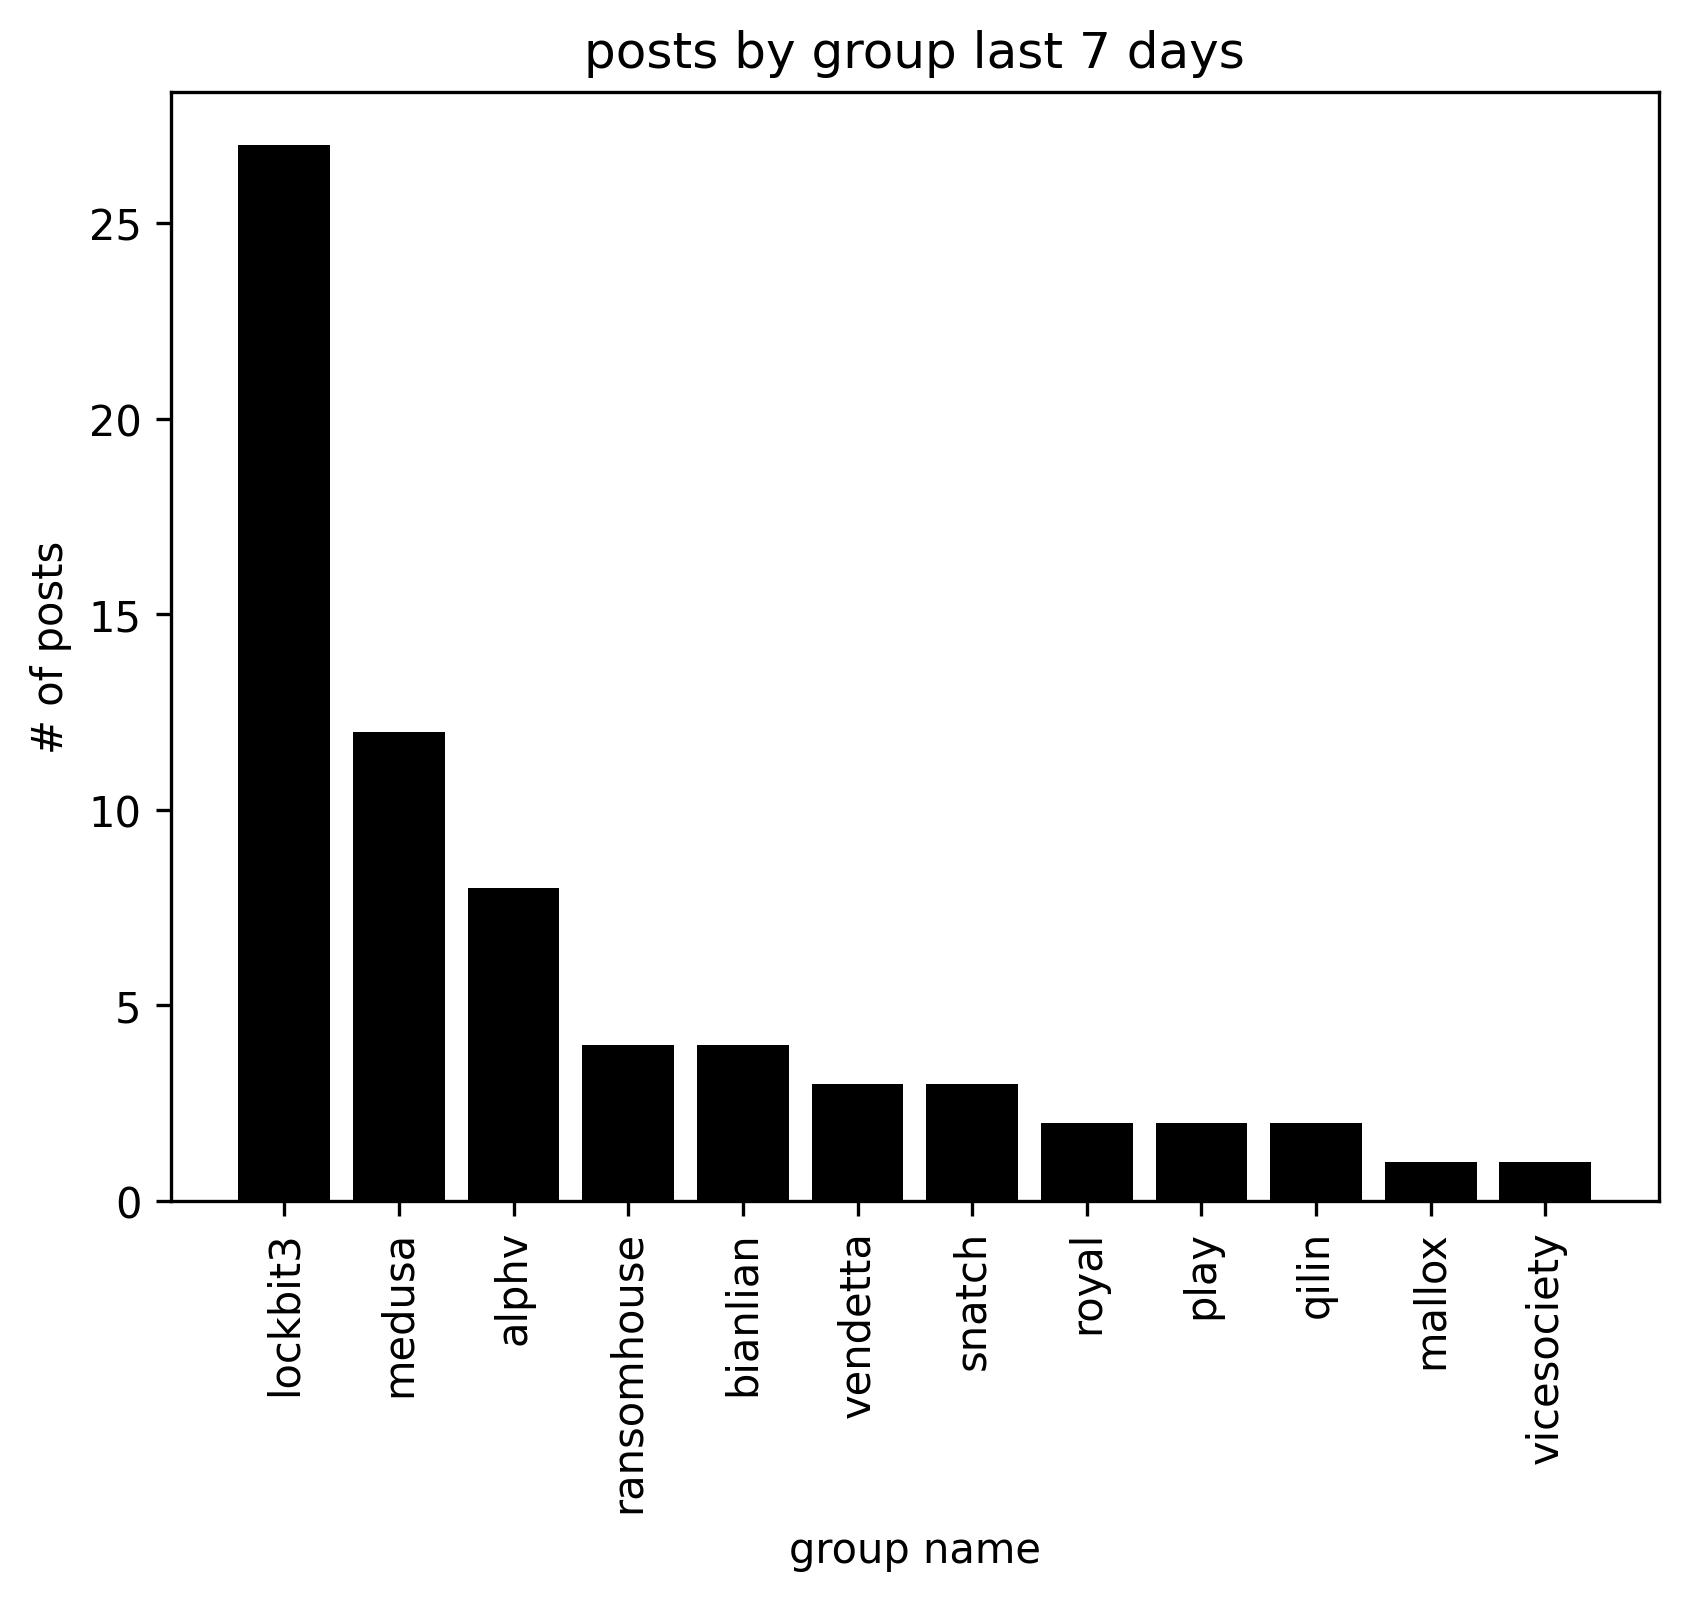 posts by group last 7 days
# of posts
25
20
15
10
5
0
lockbit3
medusa
alphv
ransomhouse
bianlian
vendetta
snatch
royal
play
qilin
mallox
vicesociety
group name